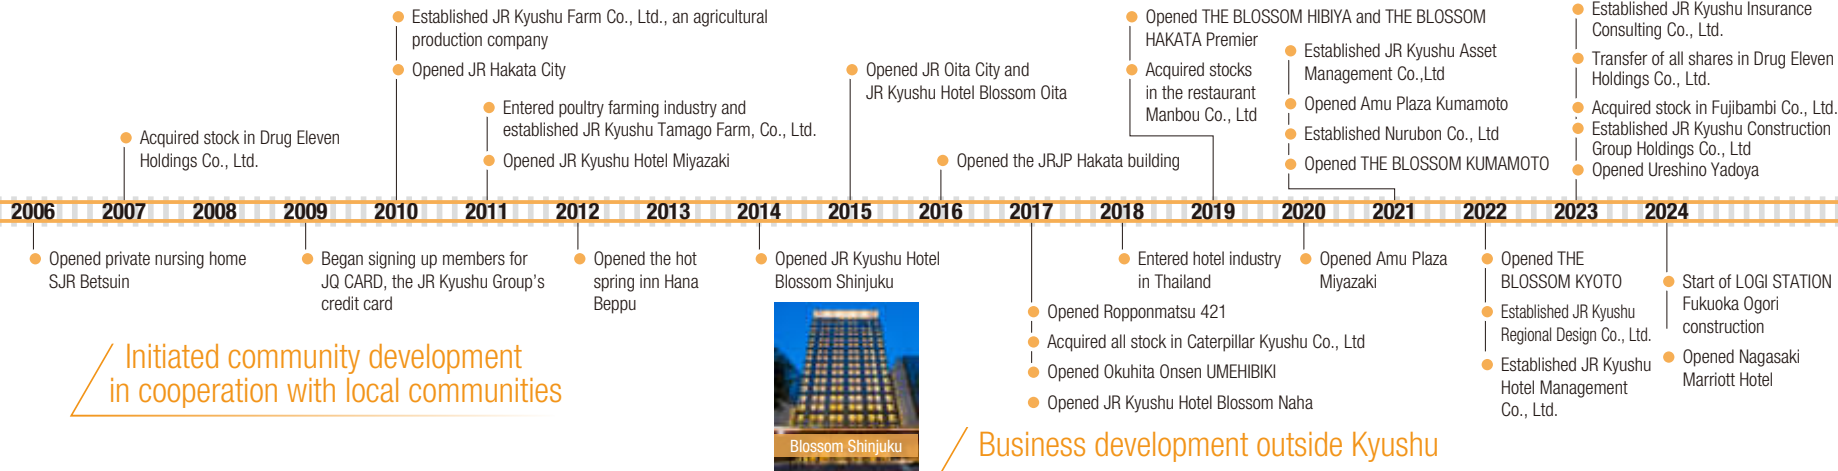 Established JR Kyushu Farm Co., Ltd., an agricultural
production company
Opened JR Hakata City
Acquired stock in Drug Eleven
Holdings Co., Ltd.
Entered poultry farming industry and
established JR Kyushu Tamago Farm, Co., Ltd.
Opened JR Kyushu Hotel Miyazaki
Opened JR Oita City and
JR Kyushu Hotel Blossom Oita
Opened the JRJP Hakata building
Opened THE BLOSSOM HIBIYA and THE BLOSSOM
HAKATA Premier
Acquired stocks
in the restaurant
Manbou Co., Ltd
Established JR Kyushu Asset
Management Co.,Ltd
Opened Amu Plaza Kumamoto
Established Nurubon Co., Ltd
Opened THE BLOSSOM KUMAMOTO
Established JR Kyushu Insurance
Consulting Co., Ltd.
Transfer of all shares in Drug Eleven
Holdings Co., Ltd.
Acquired stock in Fujibambi Co., Ltd.
Established JR Kyushu Construction
Group Holdings Co., Ltd
Opened Ureshino Yadoya
2006 2007 2008 2009 2010 2011 2012 2013 2014 2015 2016 2017 2018 2019 2020 2021 2022 2023 2024
Opened private nursing home
SJR Betsuin
Began signing up members for
JQ CARD, the JR Kyushu Group's
credit card
Opened the hot
spring inn Hana
Beppu
Opened JR Kyushu Hotel
Blossom Shinjuku
Blossom Shinjuku
Opened Ropponmatsu 421
Acquired all stock in Caterpillar Kyushu Co., Ltd
Opened Okuhita Onsen UMEHIBIKI
Opened JR Kyushu Hotel Blossom Naha
Entered hotel industry
in Thailand
Opened Amu Plaza
Miyazaki
Opened THE
BLOSSOM KYOTO
Established JR Kyushu
Regional Design Co., Ltd.
Established JR Kyushu
Hotel Management
Co., Ltd.
Start of LOGI STATION
Fukuoka Ogori
construction
Opened Nagasaki
Marriott Hotel
Initiated community development
in cooperation with local communities
Business development outside Kyushu